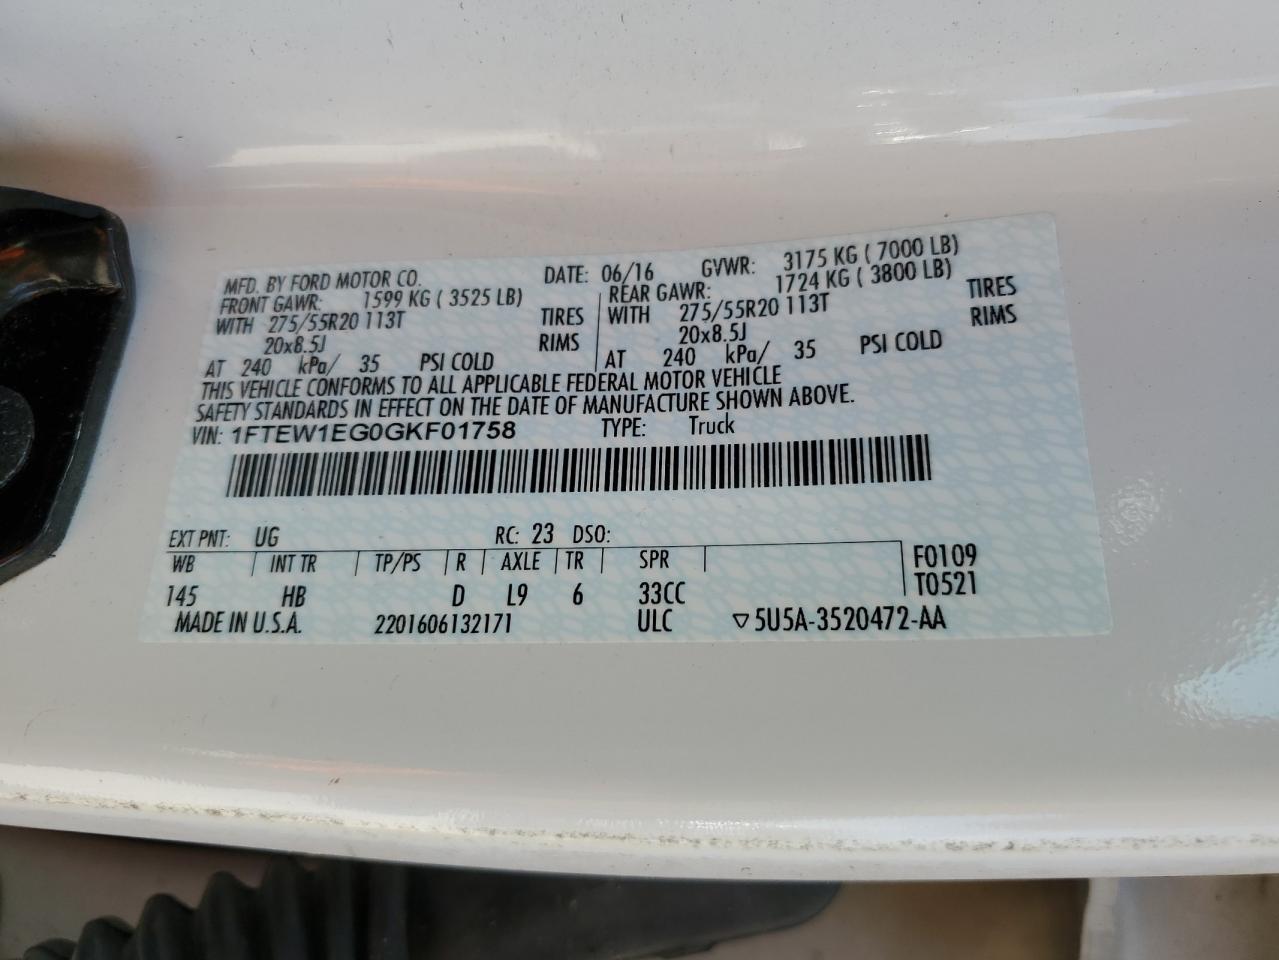 MFD. BY FORD MOTOR CO. DATE: 06/16 GVWR: 3175 KG ( 7000 LB)
FRONT GAWR: 1599 KG ( 3525 LB) REAR GAWR: 1724 KG ( 3800 LB)
WITH 275/55R20 113T TIRES WITH 275/55R20 113T TIRES
20x8.5J RIMS 20x8.5J RIMS
AT 240 kPa/ 35 PSI COLD AT 240 kPa/ 35 PSI COLD
THIS VEHICLE CONFORMS TO ALL APPLICABLE FEDERAL MOTOR VEHICLE
SAFETY STANDARDS IN EFFECT ON THE DATE OF MANUFACTURE SHOWN ABOVE.
VIN: 1FTEW1EG0GKF01758 TYPE: Truck
EXT PNT: UG RC: 23 DSO:
WB INT TR TP/PS R AXLE TR SPR F0109
145 HB D L9 6 33CC T0521
MADE IN U.S.A. 2201606132171 ULC ▽5U5A-3520472-AA